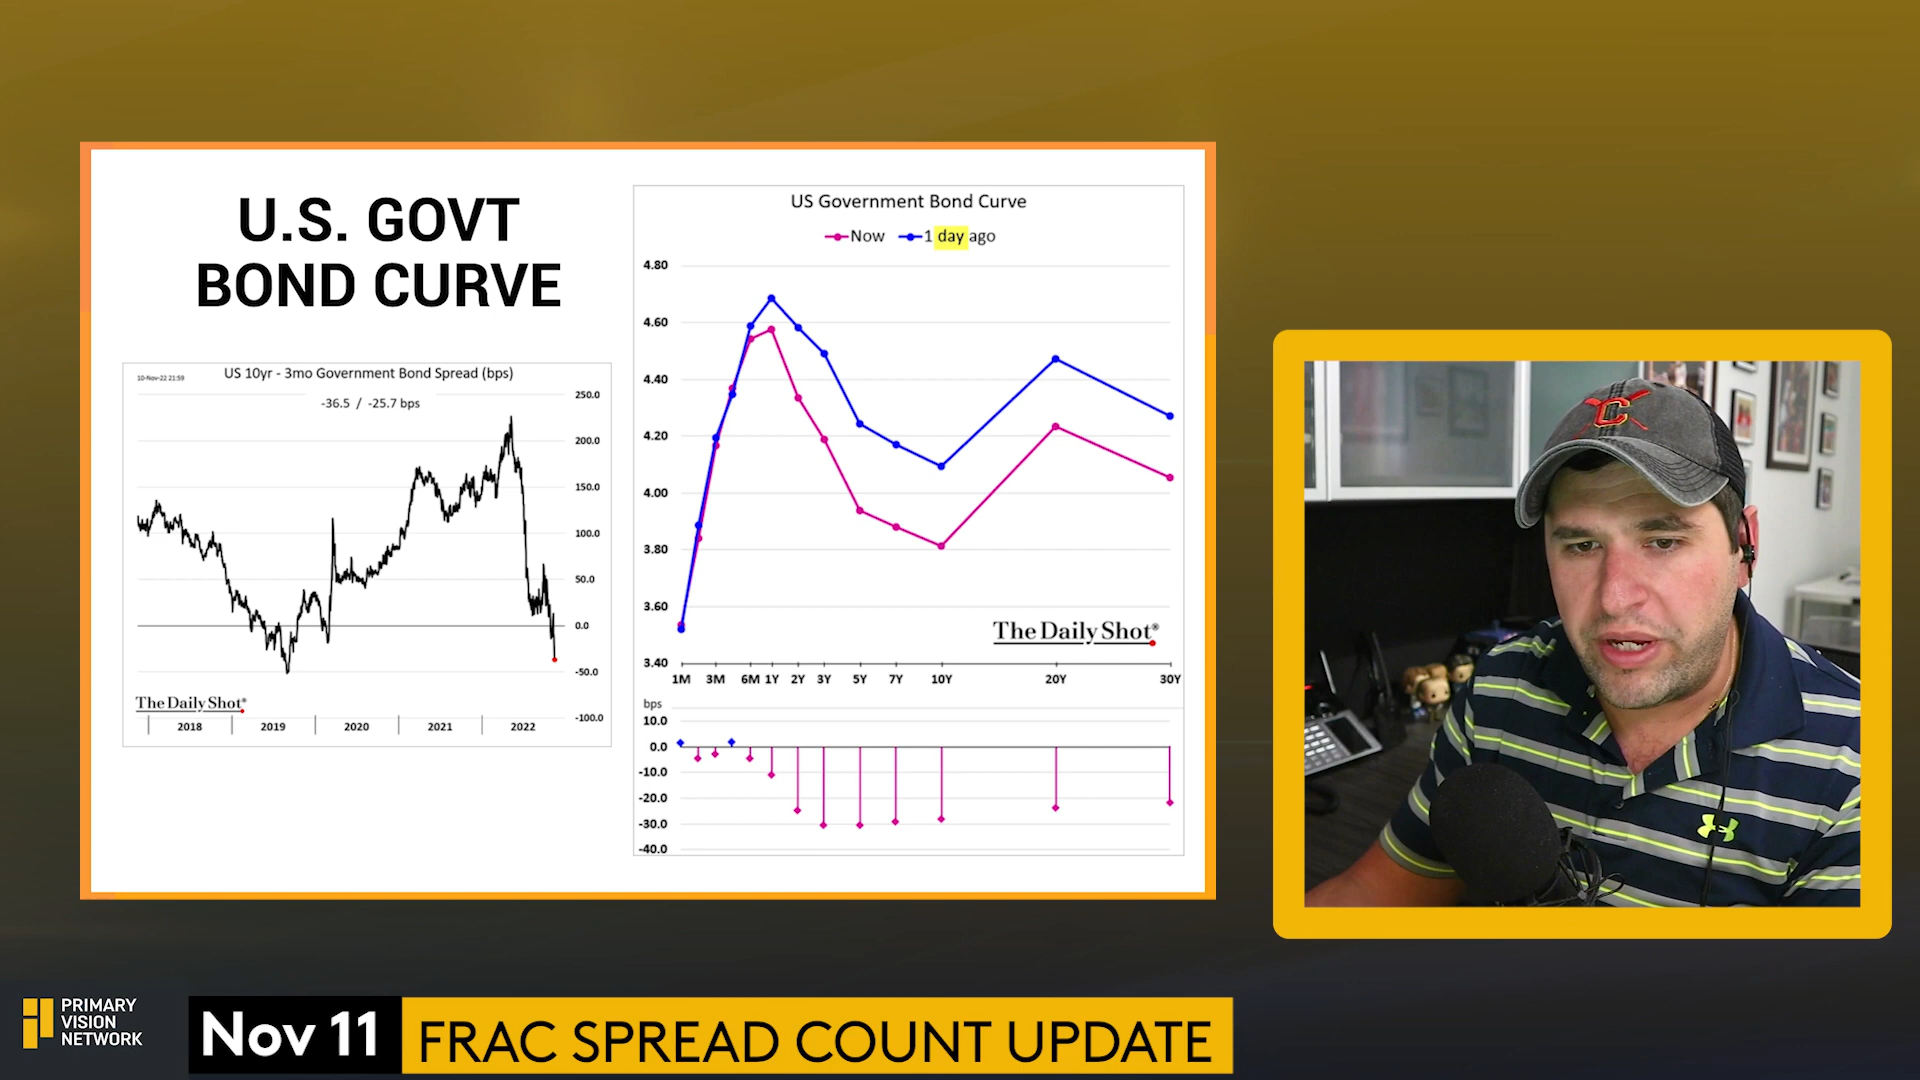 U.S. GOVT
BOND CURVE
10-Nov-22 21:59
US 10yr - 3mo Government Bond Spread (bps)
-36.5 / -25.7 bps
250.0
200.0
150.0
100.0
50.0
0.0
-50.0
-100.0
The Daily Shot®
2018 2019 2020 2021 2022
US Government Bond Curve
Now 1 day ago
4.80
4.60
4.40
4.20
4.00
3.80
3.60
3.40
The Daily Shot®
1M 3M 6M 1Y 2Y 3Y 5Y 7Y 10Y 20Y 30Y
bps
10.0
0.0
-10.0
-20.0
-30.0
-40.0
C
PRIMARY
VISION
NETWORK
Nov 11
FRAC SPREAD COUNT UPDATE